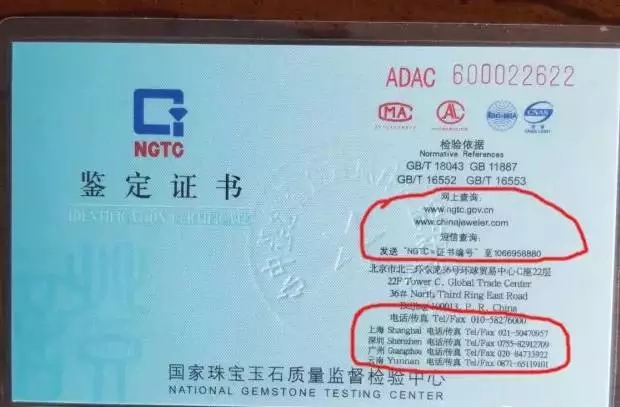 ADAC 600022622
NGTC
鉴定证书
IDENTIFICATION CERTIFICATE
MA
AL
检验依据
Normative References
GB/T 18043 GB 11887
GB/T 16552 GB/T 16553
网上查询:
www.ngtc.gov.cn
www.chinajeweler.com
短信查询:
发送“NGTC+证书编号”至1066958880
北京市北三环东路36号环球贸易中心C座22层
22F Tower C, Global Trade Center
36# North Third Ring East Road
Beijing 100013, P. R. China
电话/传真 Tel/Fax 010-58276000
上海 Shanghai 电话/传真 Tel/Fax 021-50470957
深圳 Shenzhen 电话/传真 Tel/Fax 0755-82912709
广州 Guangzhou 电话/传真 Tel/Fax 020-84733922
云南 Yunnan 电话/传真 Tel/Fax 0871-65119101
国家珠宝玉石质量监督检验中心
NATIONAL GEMSTONE TESTING CENTER